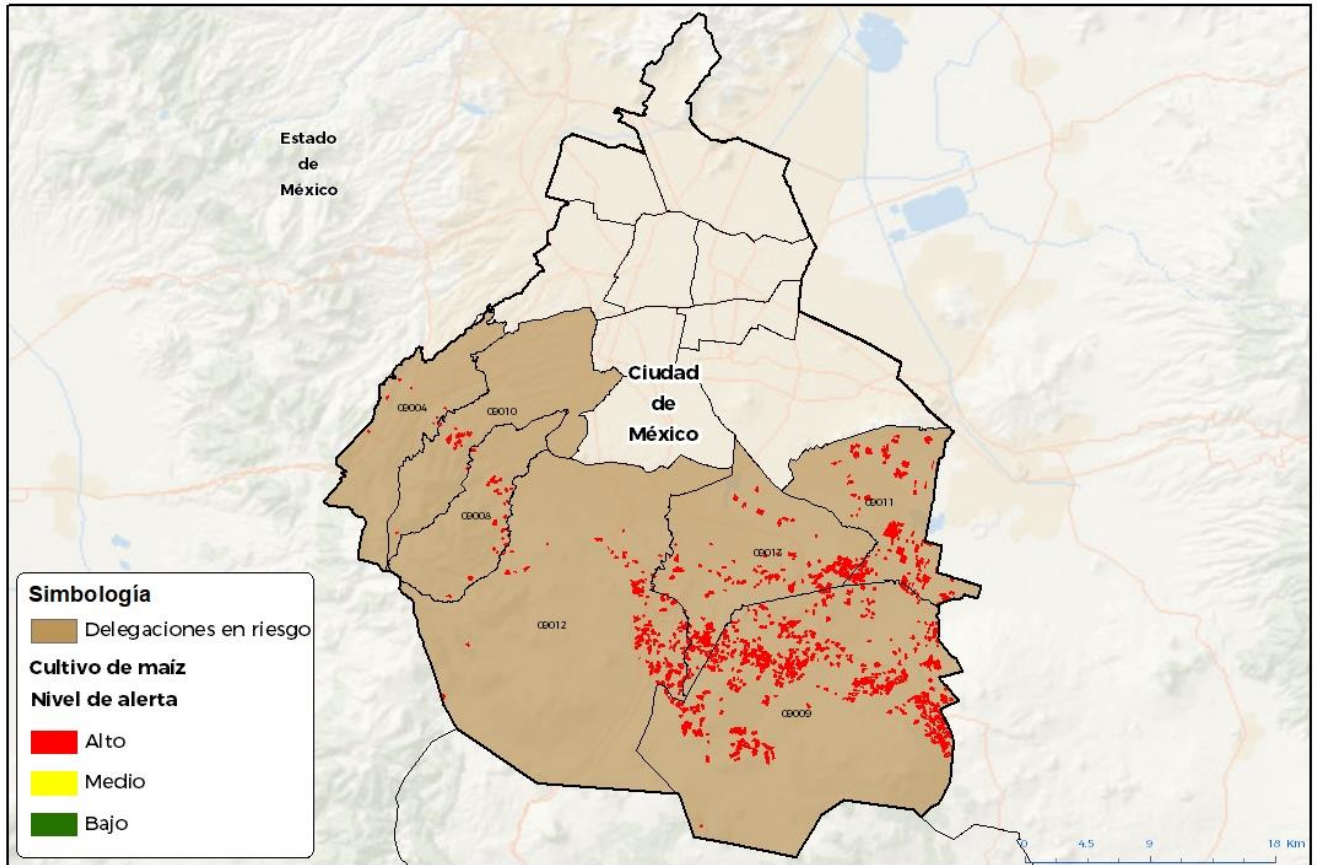 Estado
de
México
Ciudad
de
México
09004
09010
09008
09011
09013
09012
09009
Simbología
Delegaciones en riesgo
Cultivo de maíz
Nivel de alerta
Alto
Medio
Bajo
0 4.5 9 18 Km